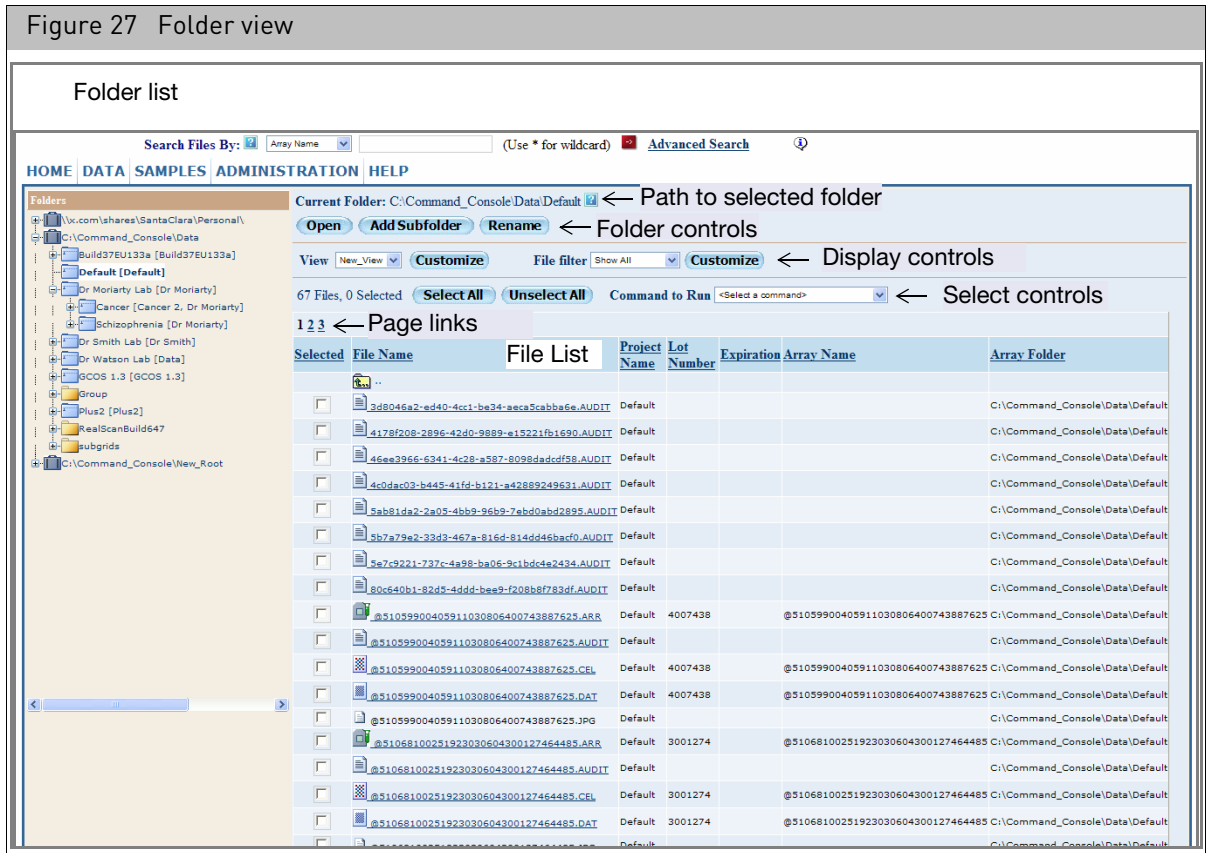 Figure 27 Folder view
Folder list
Search Files By: ? Array Name (Use * for wildcard) Advanced Search
HOME DATA SAMPLES ADMINISTRATION HELP
Folders
\\x.com\shares\SantaClara\Personal\
C:\Command_Console\Data
Build37EU133a [Build37EU133a]
Default [Default]
Dr Moriarty Lab [Dr Moriarty]
Cancer [Cancer 2, Dr Moriarty]
Schizophrenia [Dr Moriarty]
Dr Smith Lab [Dr Smith]
Dr Watson Lab [Data]
GCOS 1.3 [GCOS 1.3]
Group
Plus2 [Plus2]
RealScanBuild647
subgrids
C:\Command_Console\New_Root
Current Folder: C:\Command_Console\Data\Default ? Path to selected folder
Open Add Subfolder Rename Folder controls
View New_View Customize File filter Show All Customize Display controls
67 Files, 0 Selected Select All Unselect All Command to Run <Select a command> Select controls
1 2 3 Page links
Selected File Name File List Project Name Lot Number Expiration Array Name Array Folder
..
3d8046a2-ed40-4cc1-be34-aeca5cabba6e.AUDIT Default C:\Command_Console\Data\Default
4178f208-2896-42d0-9889-e15221fb1690.AUDIT Default C:\Command_Console\Data\Default
46ee3966-6341-4c28-a587-8098dadcdf58.AUDIT Default C:\Command_Console\Data\Default
4c0dac03-b445-41fd-b121-a42889249631.AUDIT Default C:\Command_Console\Data\Default
5ab81da2-2a05-4bb9-96b9-7ebd0abd2895.AUDIT Default C:\Command_Console\Data\Default
5b7a79e2-33d3-467a-816d-814dd46bacf0.AUDIT Default C:\Command_Console\Data\Default
5e7c9221-737c-4a98-ba06-9c1bdc4e2434.AUDIT Default C:\Command_Console\Data\Default
80c640b1-82d5-4ddd-bee9-f208b8f783df.AUDIT Default C:\Command_Console\Data\Default
@51059900405911030806400743887625.ARR Default 4007438 @51059900405911030806400743887625 C:\Command_Console\Data\Default
@51059900405911030806400743887625.AUDIT Default C:\Command_Console\Data\Default
@51059900405911030806400743887625.CEL Default 4007438 @51059900405911030806400743887625 C:\Command_Console\Data\Default
@51059900405911030806400743887625.DAT Default 4007438 @51059900405911030806400743887625 C:\Command_Console\Data\Default
@51059900405911030806400743887625.JPG Default C:\Command_Console\Data\Default
@51068100251923030604300127464485.ARR Default 3001274 @51068100251923030604300127464485 C:\Command_Console\Data\Default
@51068100251923030604300127464485.AUDIT Default C:\Command_Console\Data\Default
@51068100251923030604300127464485.CEL Default 3001274 @51068100251923030604300127464485 C:\Command_Console\Data\Default
@51068100251923030604300127464485.DAT Default 3001274 @51068100251923030604300127464485 C:\Command_Console\Data\Default